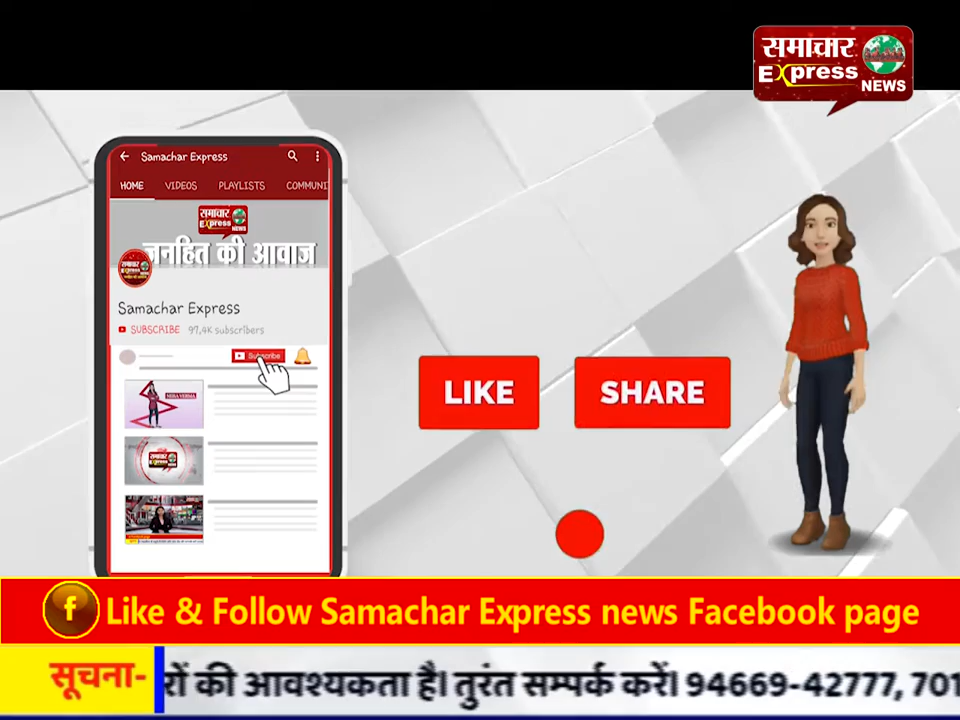 समाचार
Express
NEWS
Samachar Express
HOME VIDEOS PLAYLISTS COMMUNI
समाचार
Express
NEWS
जनहित की आवाज
समाचार
Samachar Express
SUBSCRIBE 97.4K subscribers
Subscribe
LIKE SHARE
f Like & Follow Samachar Express news Facebook page
सूचना- रों की आवश्यकता है। तुरंत सम्पर्क करें। 94669-42777, 701